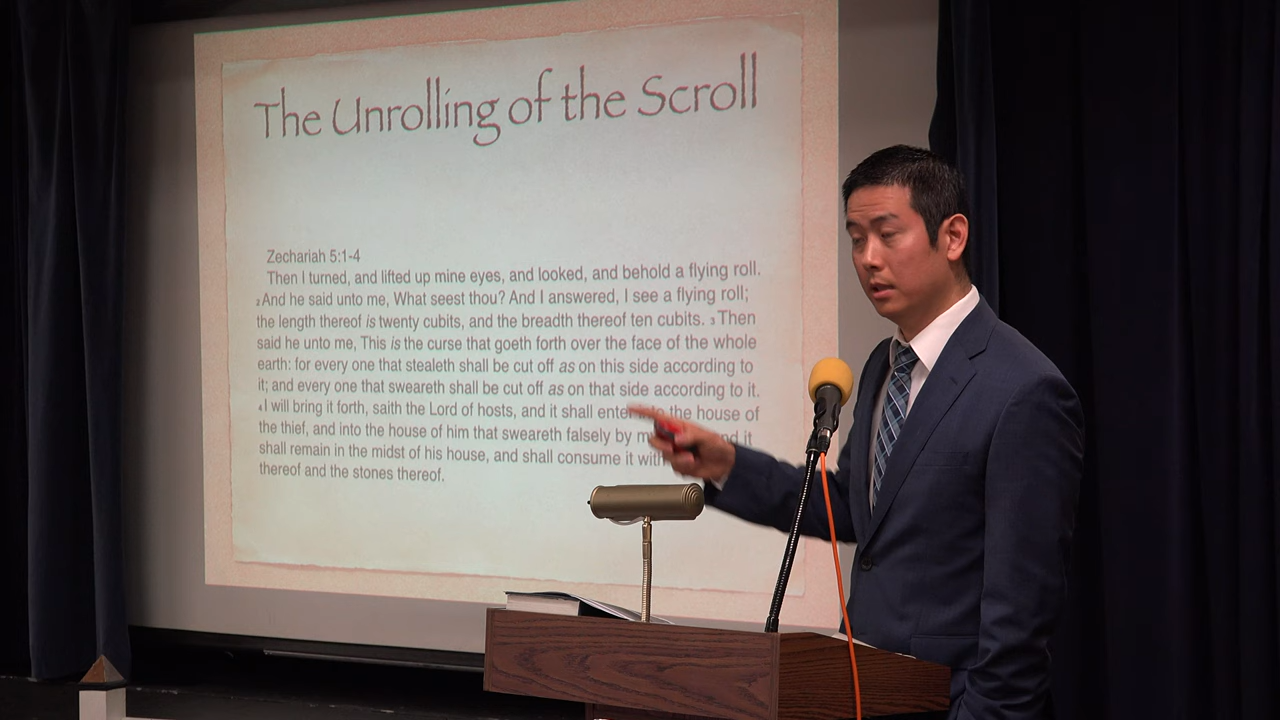 The Unrolling of the Scroll
Zechariah 5:1-4
Then I turned, and lifted up mine eyes, and looked, and behold a flying roll.
2 And he said unto me, What seest thou? And I answered, I see a flying roll;
the length thereof is twenty cubits, and the breadth thereof ten cubits. 3 Then
said he unto me, This is the curse that goeth forth over the face of the whole
earth: for every one that stealeth shall be cut off as on this side according to
it; and every one that sweareth shall be cut off as on that side according to it.
4 I will bring it forth, saith the Lord of hosts, and it shall enter the house of
the thief, and into the house of him that sweareth falsely by it
shall remain in the midst of his house, and shall consume it
thereof and the stones thereof.